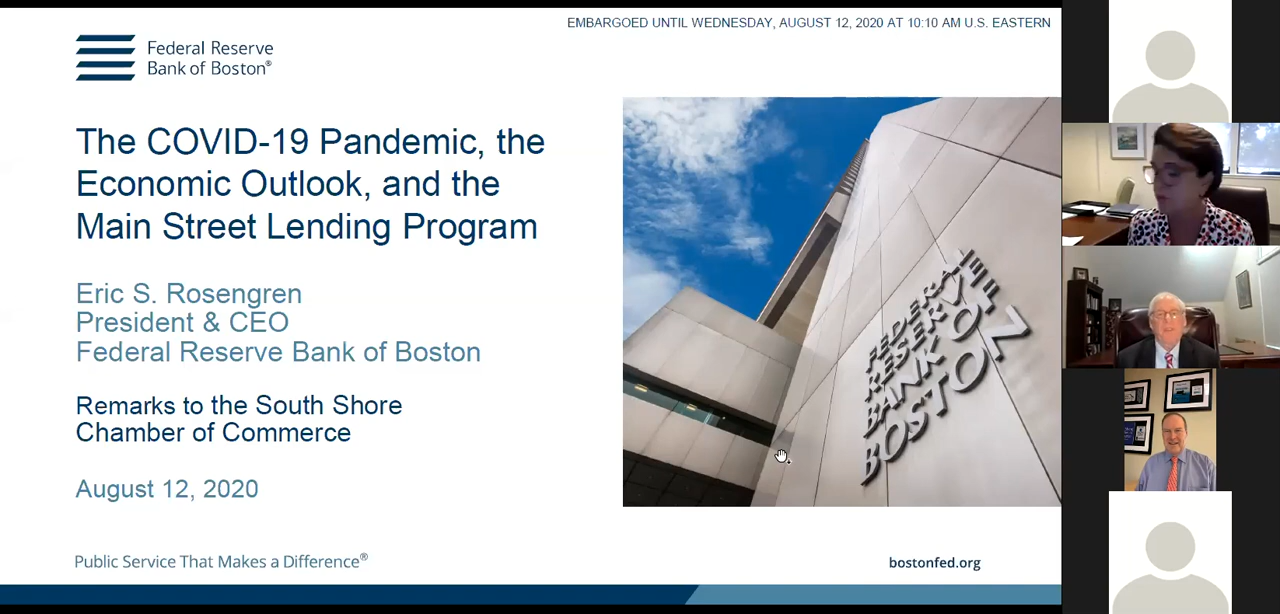 EMBARGOED UNTIL WEDNESDAY, AUGUST 12, 2020 AT 10:10 AM U.S. EASTERN
Federal Reserve
Bank of Boston®
The COVID-19 Pandemic, the
Economic Outlook, and the
Main Street Lending Program
Eric S. Rosengren
President & CEO
Federal Reserve Bank of Boston
Remarks to the South Shore
Chamber of Commerce
August 12, 2020
FEDERAL
RESERVE
BANK OF
BOSTON
Public Service That Makes a Difference®
bostonfed.org